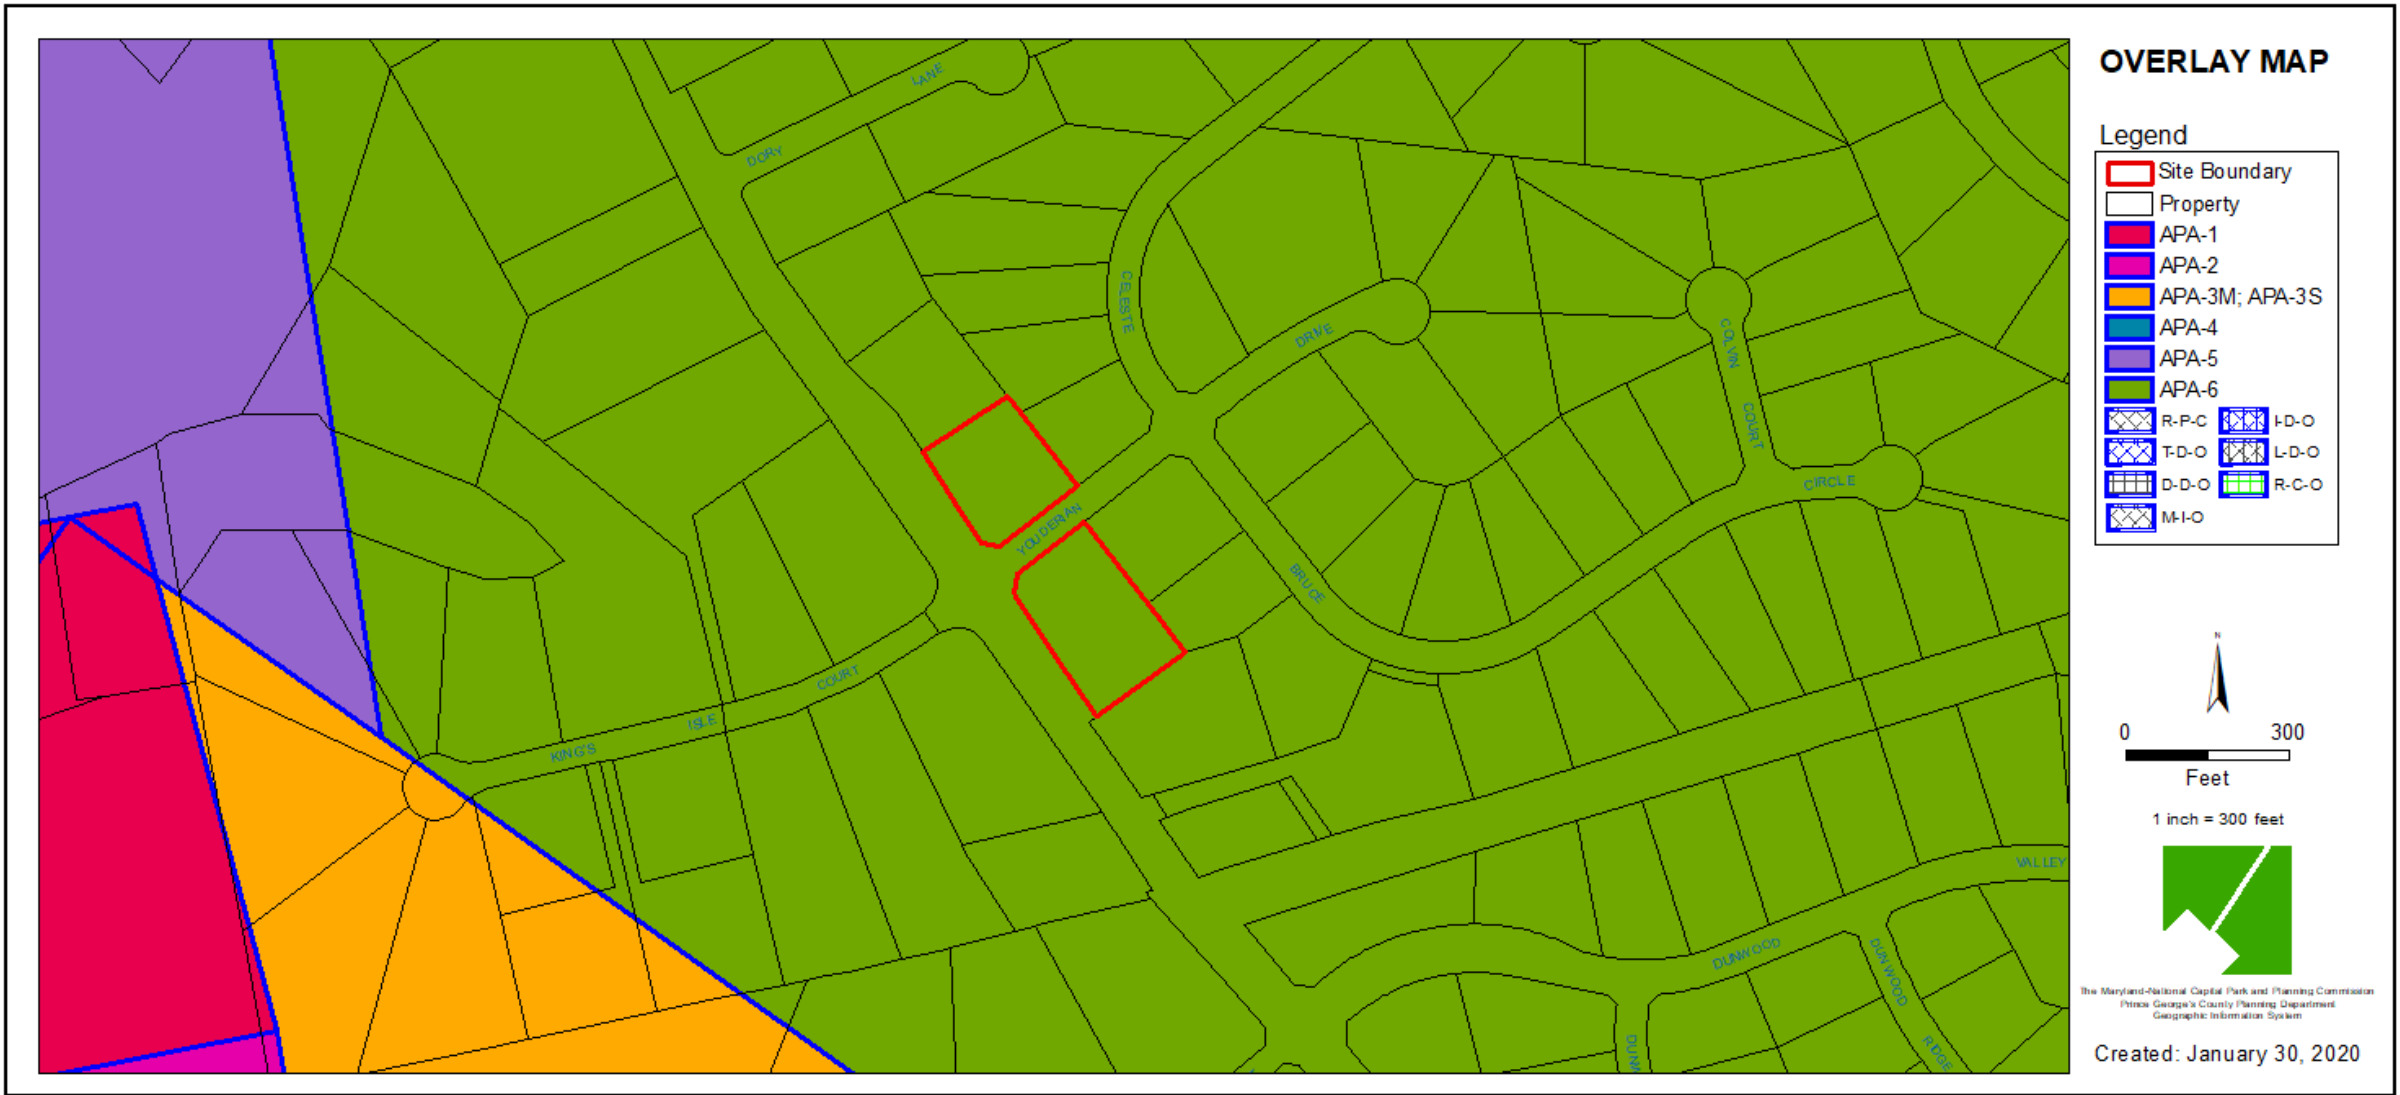 OVERLAY MAP
Legend
Site Boundary
Property
APA-1
APA-2
APA-3M; APA-3S
APA-4
APA-5
APA-6
R-P-C
I-D-O
T-D-O
L-D-O
D-D-O
R-C-O
M-I-O
N
0 300
Feet
1 inch = 300 feet
The Maryland-National Capital Park and Planning Commission
Prince George's County Planning Department
Geographic Information System
Created: January 30, 2020
DORY LANE
CELESTE
DRIVE
COLVIN COURT
CIRCLE
YOUDERIAN
BRUCE
KING'S ISLE COURT
VALLEY
DUNWOOD
DUNWOOD RIDGE
DUNW